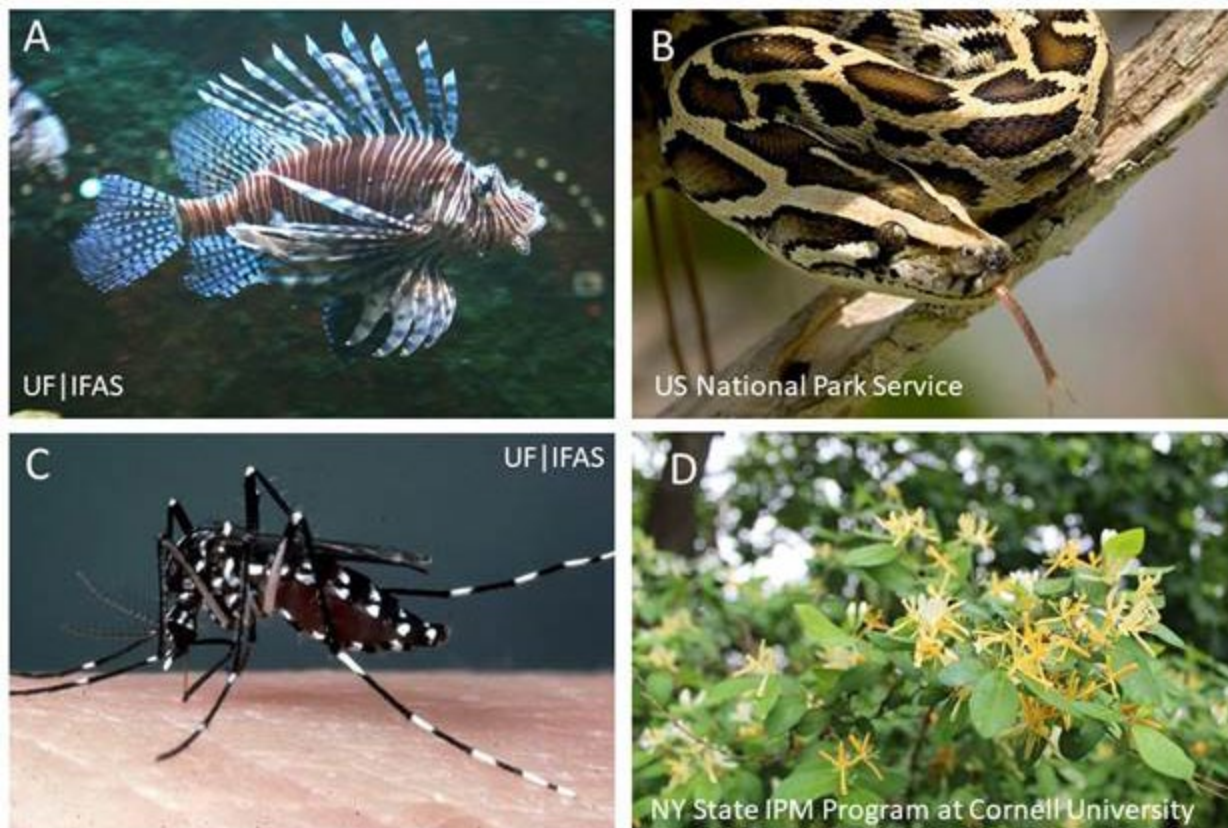 A
B
UF|IFAS
US National Park Service
C
UF|IFAS
D
NY State IPM Program at Cornell University